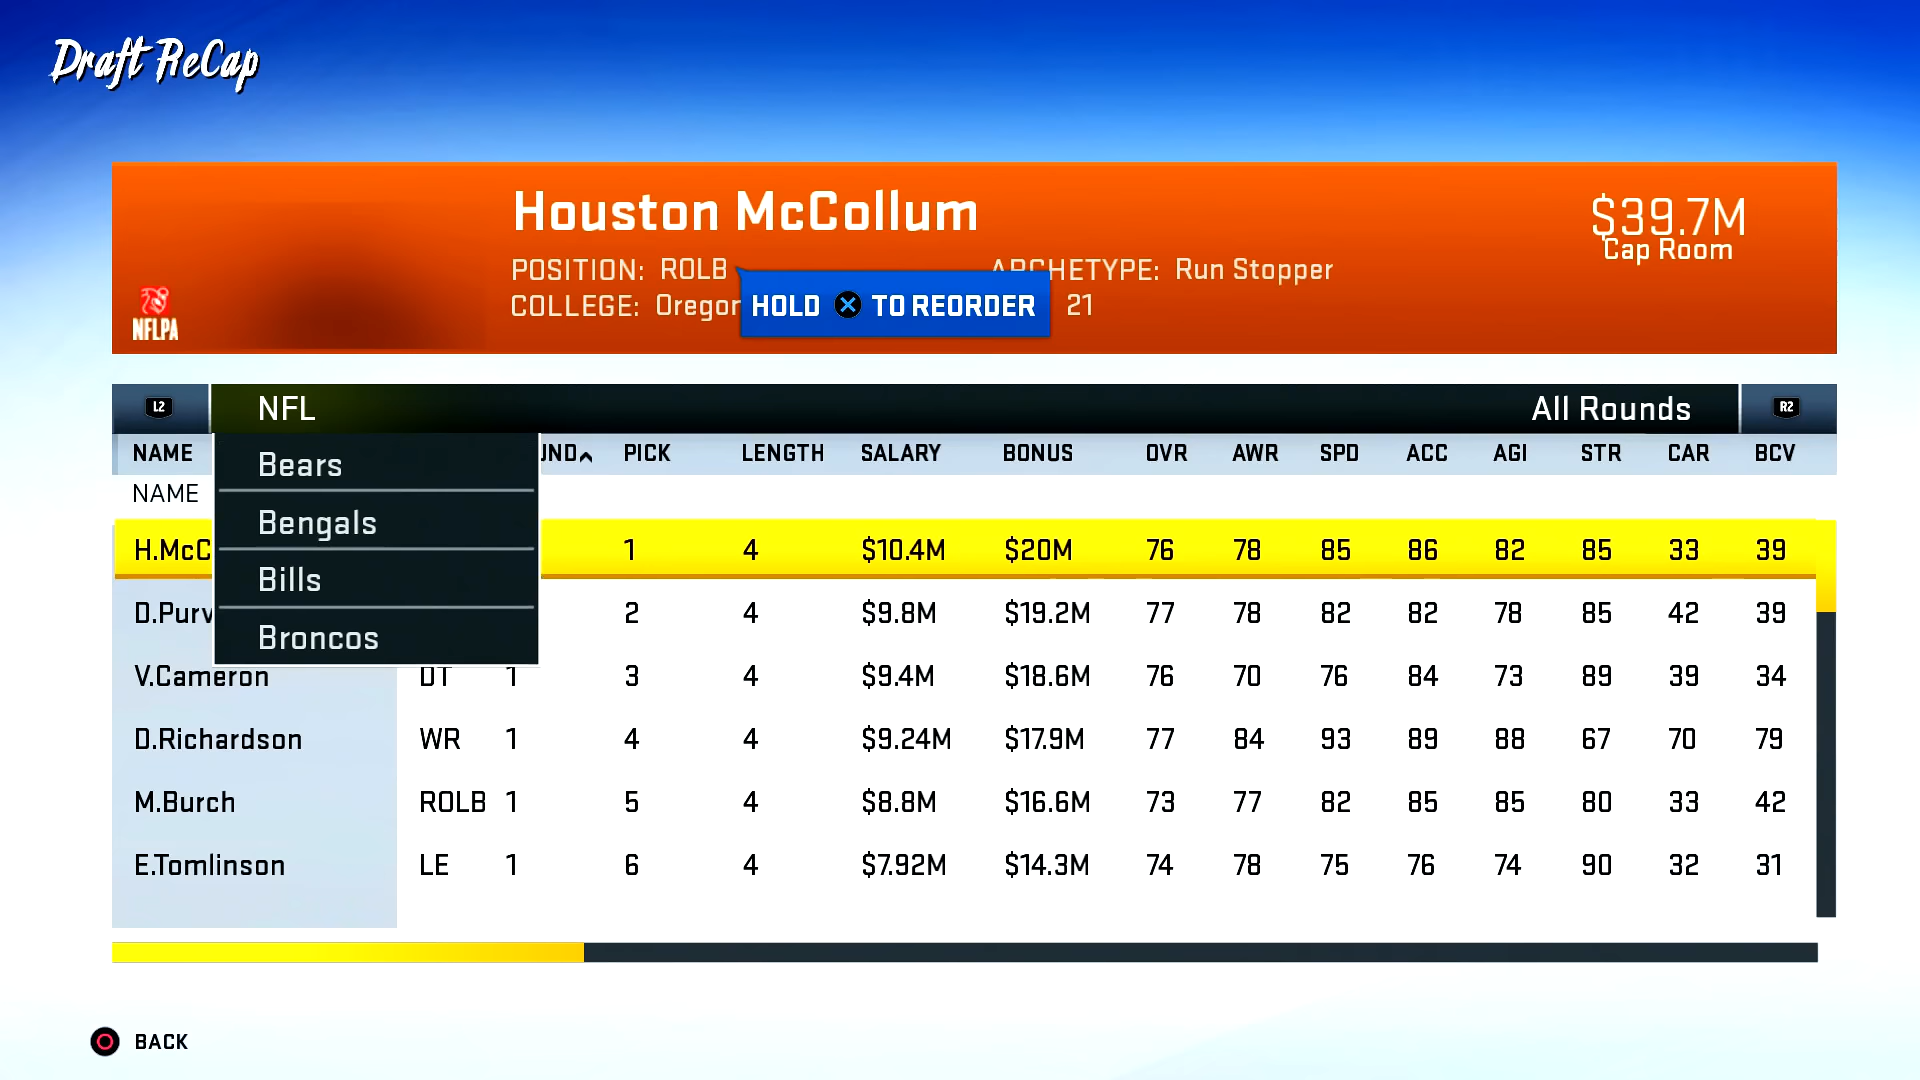 Draft ReCap
Houston McCollum
$39.7M
Cap Room
POSITION: ROLB
ARCHETYPE: Run Stopper
COLLEGE: Oregon
21
HOLD TO REORDER
NFLPA
L2 NFL All Rounds R2
NAME PICK LENGTH SALARY BONUS OVR AWR SPD ACC AGI STR CAR BCV
NAME
Bears
Bengals
Bills
Broncos
H.McC 1 4 $10.4M $20M 76 78 85 86 82 85 33 39
D.Purv 2 4 $9.8M $19.2M 77 78 82 82 78 85 42 39
V.Cameron DT 1 3 4 $9.4M $18.6M 76 70 76 84 73 89 39 34
D.Richardson WR 1 4 4 $9.24M $17.9M 77 84 93 89 88 67 70 79
M.Burch ROLB 1 5 4 $8.8M $16.6M 73 77 82 85 85 80 33 42
E.Tomlinson LE 1 6 4 $7.92M $14.3M 74 78 75 76 74 90 32 31
BACK